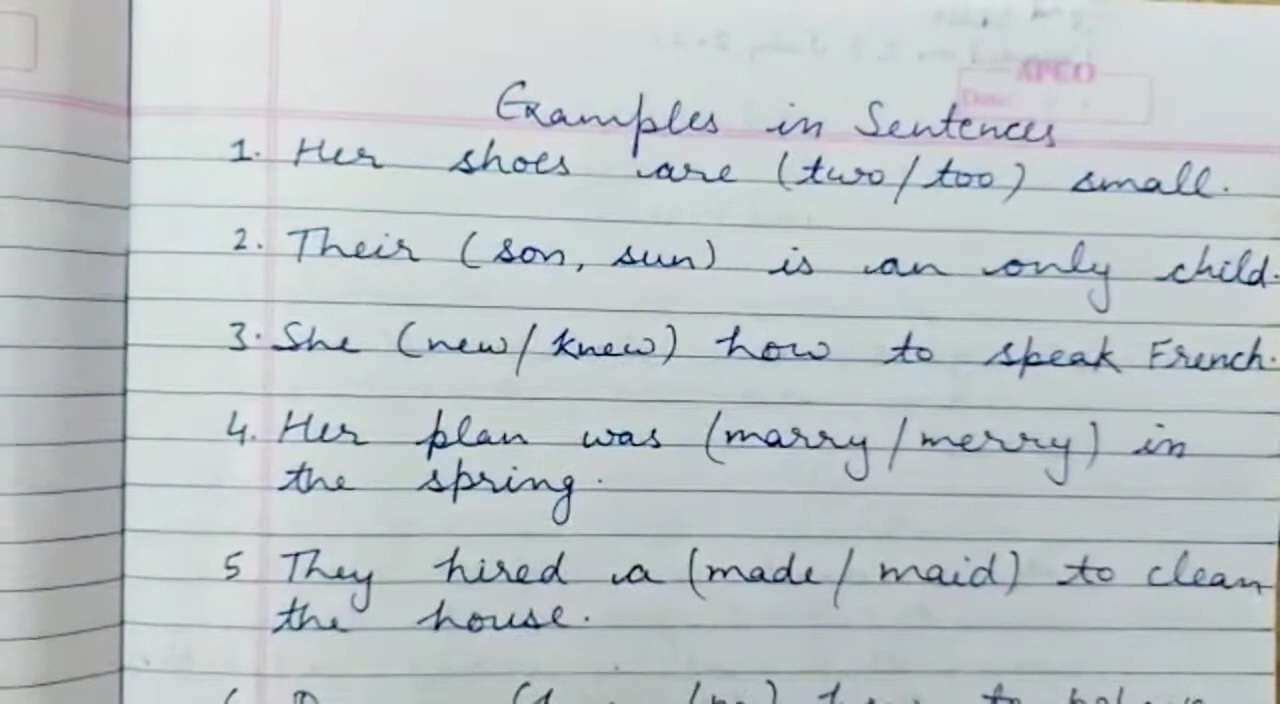 APCO
Date:
Examples in Sentences
1. Her shoes are (two/too) small.
2. Their (son, sun) is an only child.
3. She (new/knew) how to speak French.
4. Her plan was (marry/merry) in
the spring.
5 They hired a (made/maid) to clean
the house.